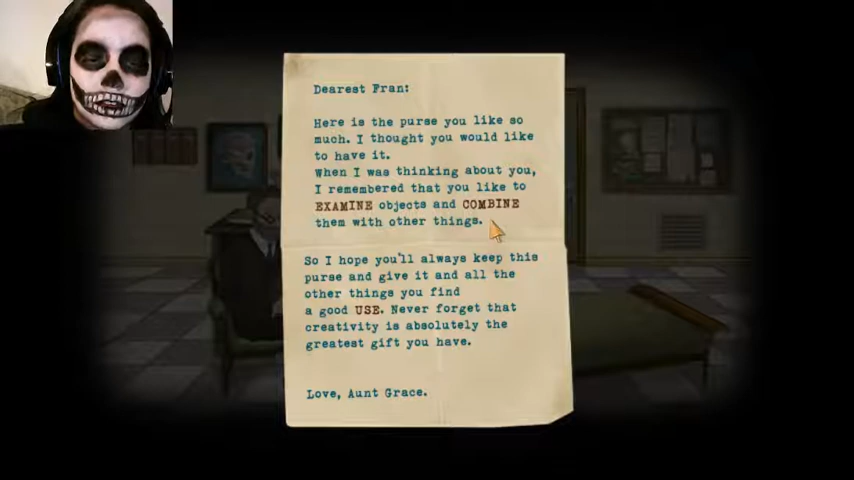 Dearest Fran:
Here is the purse you like so
much. I thought you would like
to have it.
When I was thinking about you,
I remembered that you like to
EXAMINE objects and COMBINE
them with other things.
So I hope you'll always keep this
purse and give it and all the
other things you find
a good USE. Never forget that
creativity is absolutely the
greatest gift you have.
Love, Aunt Grace.